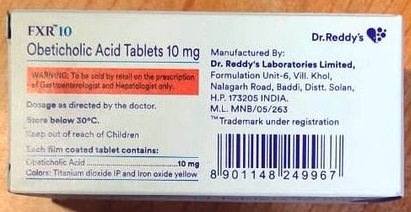 FXR™10
Obeticholic Acid Tablets 10 mg
WARNING: To be sold by retail on the prescription
of Gastroenterologist and Hepatologist only.
Dosage as directed by the doctor.
Store below 30°C.
Keep out of reach of Children
Each film coated tablet contains:
Obeticholic Acid ........................................10 mg
Colors: Titanium dioxide IP and Iron oxide yellow
Dr.Reddy's
Manufactured By:
Dr. Reddy's Laboratories Limited,
Formulation Unit-6, Vill. Khol,
Nalagarh Road, Baddi, Distt. Solan,
H.P. 173205 INDIA.
M.L. MNB/05/263
™Trademark under registration
8 901148 249967